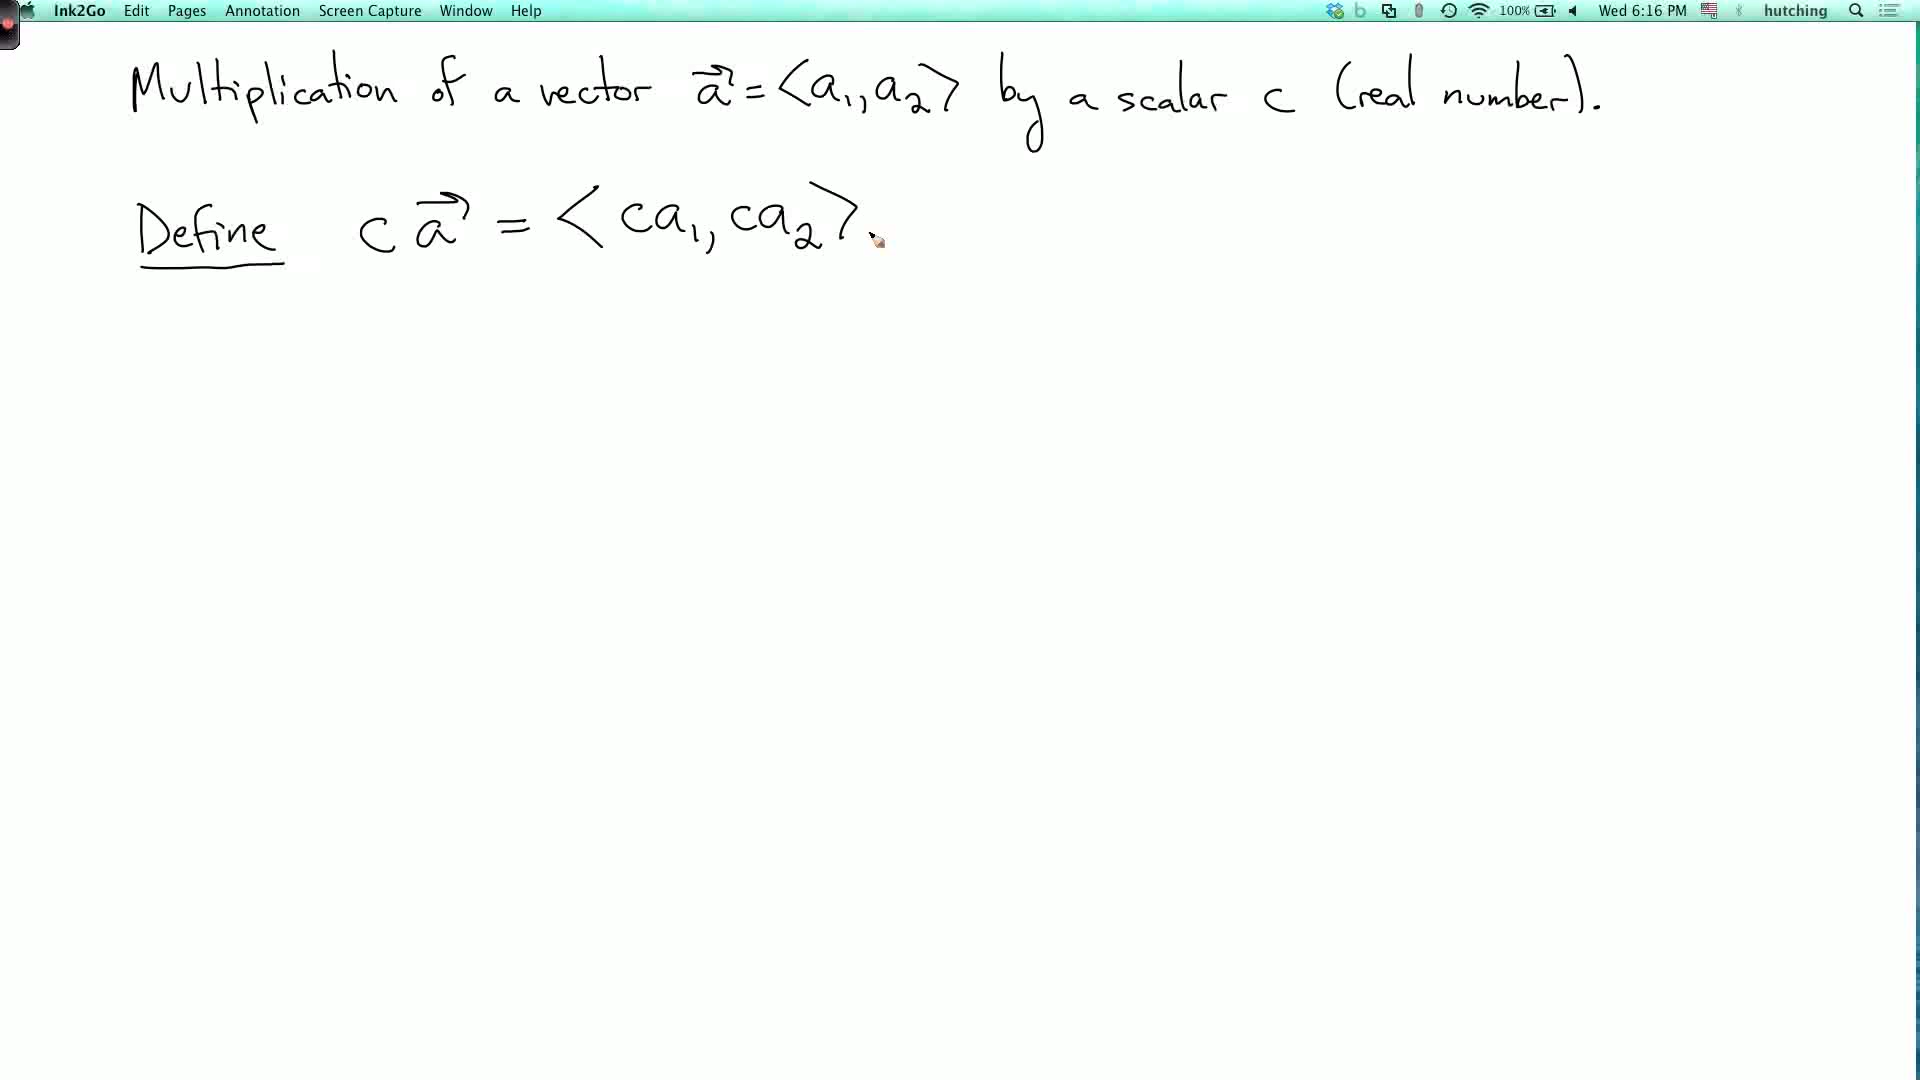 Ink2Go Edit Pages Annotation Screen Capture Window Help 100% Wed 6:16 PM hutching
Multiplication of a vector a⃗ = <a₁, a₂> by a scalar c (real number).
Define c a⃗ = < ca₁, ca₂ >.